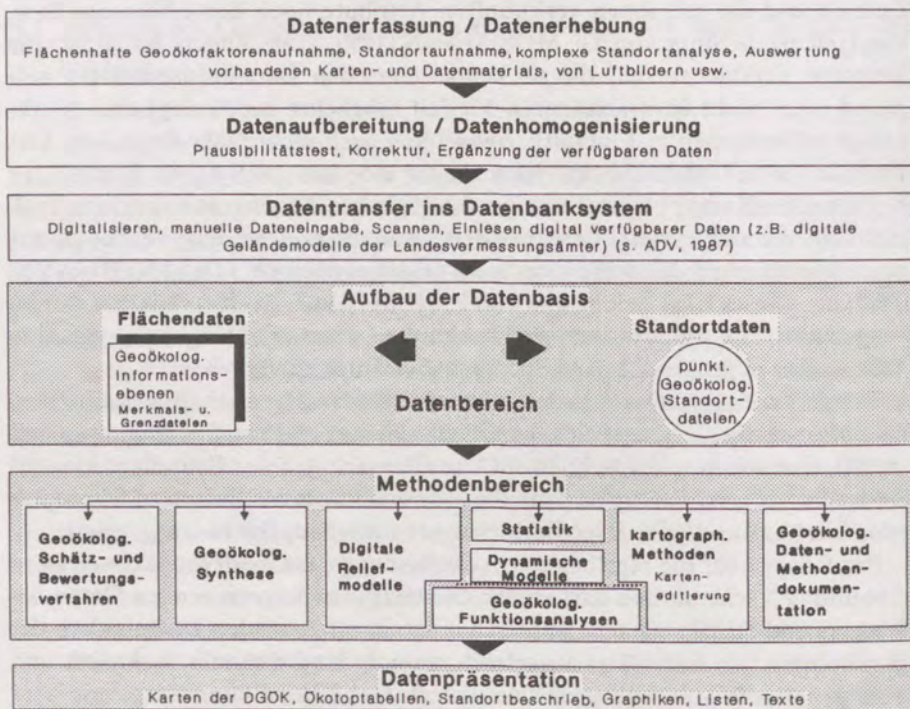 Datenerfassung / Datenerhebung
Flächenhafte Geoökofaktorenaufnahme, Standortaufnahme, komplexe Standortanalyse, Auswertung
vorhandenen Karten- und Datenmaterials, von Luftbildern usw.
Datenaufbereitung / Datenhomogenisierung
Plausibilitätstest, Korrektur, Ergänzung der verfügbaren Daten
Datentransfer ins Datenbanksystem
Digitalisieren, manuelle Dateneingabe, Scannen, Einlesen digital verfügbarer Daten (z.B. digitale
Geländemodelle der Landesvermessungsämter) (s. ADV, 1987)
Aufbau der Datenbasis
Flächendaten
Geoökolog.
Informations-
ebenen
Merkmals- u.
Grenzdateien
Datenbereich
Standortdaten
punkt.
Geoökolog.
Standort-
dateien
Methodenbereich
Geoökolog.
Schätz- und
Bewertungs-
verfahren
Geoökolog.
Synthese
Digitale
Relief-
modelle
Statistik
Dynamische
Modelle
Geoökolog.
Funktionsanalysen
kartograph.
Methoden
Karten-
editierung
Geoökolog.
Daten- und
Methoden-
dokumen-
tation
Datenpräsentation
Karten der DGÖK, Ökotoptabellen, Standortbeschrieb, Graphiken, Listen, Texte